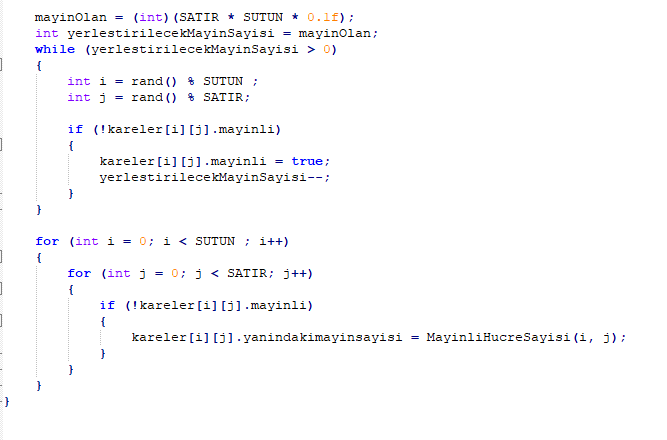 mayinOlan = (int)(SATIR * SUTUN * 0.1f);
int yerlestirilecekMayinSayisi = mayinOlan;
while (yerlestirilecekMayinSayisi > 0)
{
int i = rand() % SUTUN ;
int j = rand() % SATIR;
if (!kareler[i][j].mayinli)
{
kareler[i][j].mayinli = true;
yerlestirilecekMayinSayisi--;
}
}
for (int i = 0; i < SUTUN ; i++)
{
for (int j = 0; j < SATIR; j++)
{
if (!kareler[i][j].mayinli)
{
kareler[i][j].yanindakimayinsayisi = MayinliHucreSayisi(i, j);
}
}
}
}